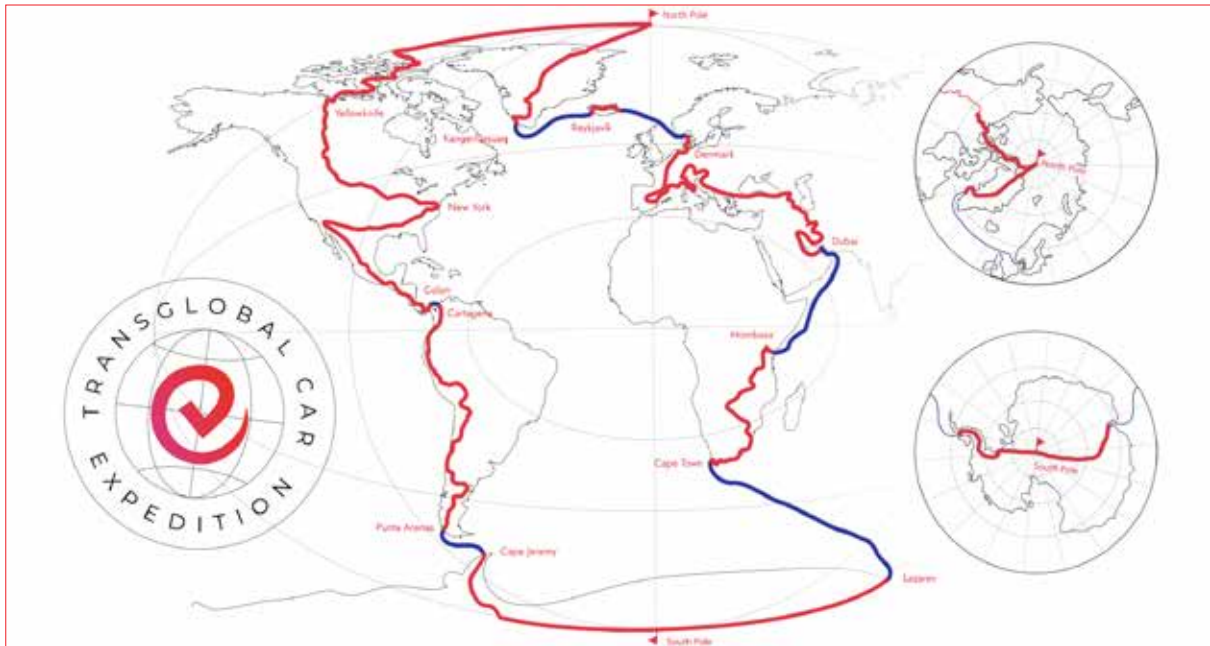 North Pole
Yellowknife
Kangerlussuaq
Reykjavik
Denmark
New York
Dubai
Colon
Cartagena
Mombasa
Cape Town
Punta Arenas
Cape Jeremy
Lazarev
South Pole
TRANSGLOBAL CAR
EXPEDITION
North Pole
South Pole